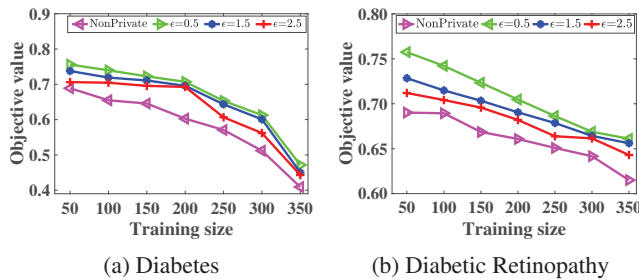 NonPrivate ϵ=0.5 ϵ=1.5 ϵ=2.5
Objective value
0.9
0.8
0.7
0.6
0.5
0.4
50 100 150 200 250 300 350
Training size
(a) Diabetes
NonPrivate ϵ=0.5 ϵ=1.5 ϵ=2.5
Objective value
0.80
0.75
0.70
0.65
0.60
50 100 150 200 250 300 350
Training size
(b) Diabetic Retinopathy